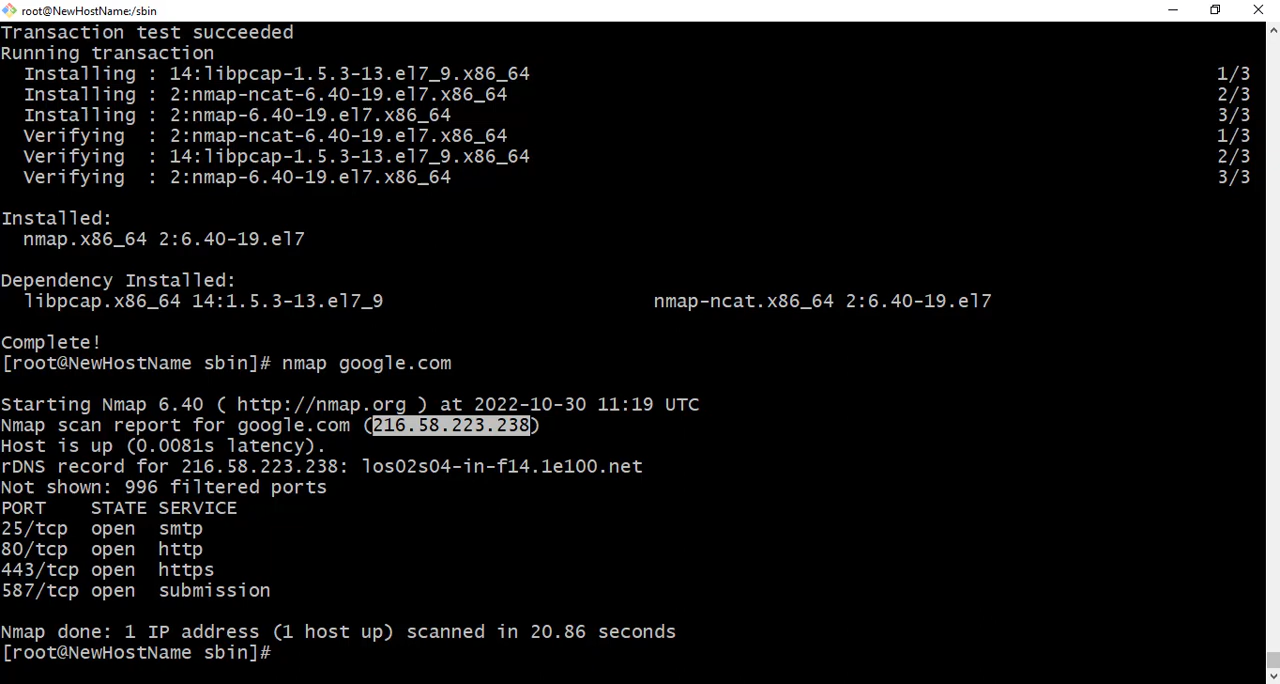 root@NewHostName:/sbin
Transaction test succeeded
Running transaction
  Installing : 14:libpcap-1.5.3-13.el7_9.x86_64 1/3
  Installing : 2:nmap-ncat-6.40-19.el7.x86_64 2/3
  Installing : 2:nmap-6.40-19.el7.x86_64 3/3
  Verifying  : 2:nmap-ncat-6.40-19.el7.x86_64 1/3
  Verifying  : 14:libpcap-1.5.3-13.el7_9.x86_64 2/3
  Verifying  : 2:nmap-6.40-19.el7.x86_64 3/3
Installed:
  nmap.x86_64 2:6.40-19.el7
Dependency Installed:
  libpcap.x86_64 14:1.5.3-13.el7_9 nmap-ncat.x86_64 2:6.40-19.el7
Complete!
[root@NewHostName sbin]# nmap google.com
Starting Nmap 6.40 ( http://nmap.org ) at 2022-10-30 11:19 UTC
Nmap scan report for google.com (216.58.223.238)
Host is up (0.0081s latency).
rDNS record for 216.58.223.238: los02s04-in-f14.1e100.net
Not shown: 996 filtered ports
PORT    STATE SERVICE
25/tcp  open  smtp
80/tcp  open  http
443/tcp open  https
587/tcp open  submission
Nmap done: 1 IP address (1 host up) scanned in 20.86 seconds
[root@NewHostName sbin]#